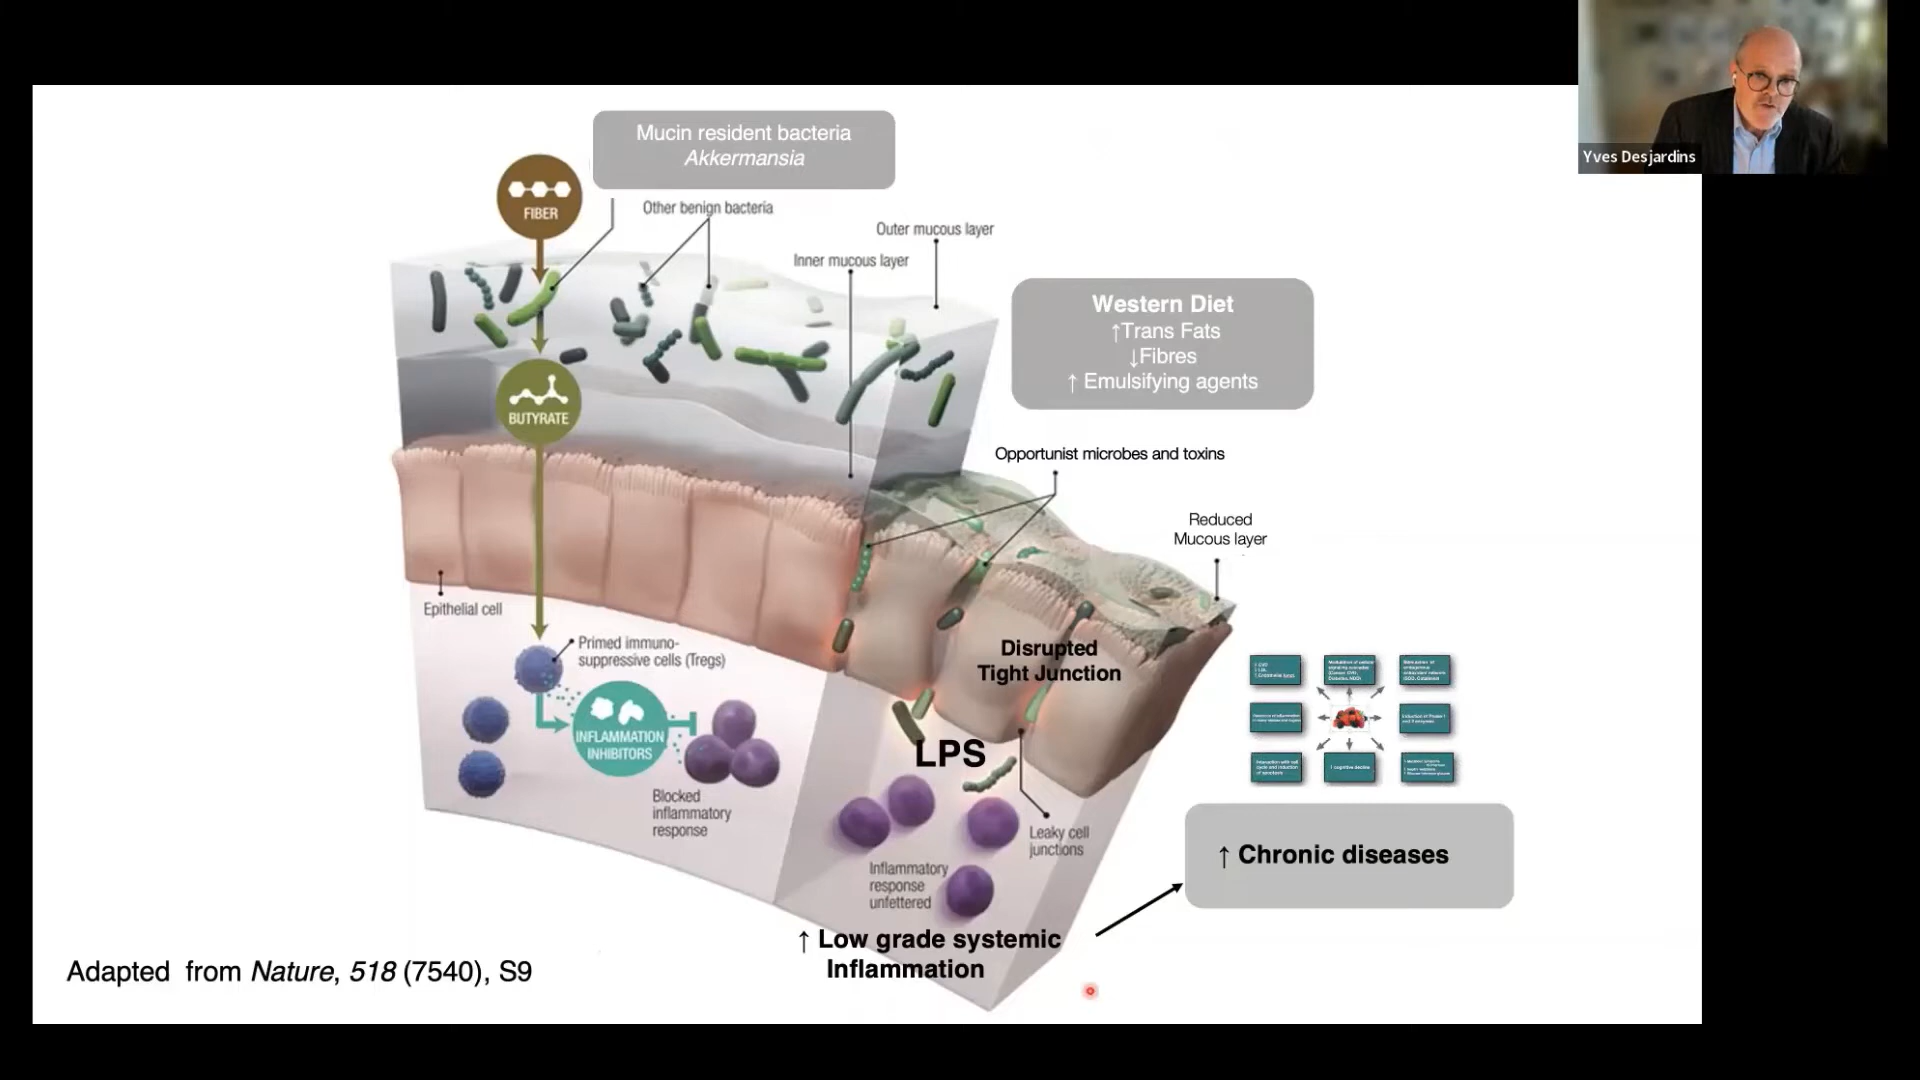 Yves Desjardins
Mucin resident bacteria
Akkermansia
FIBER
Other benign bacteria
Outer mucous layer
Inner mucous layer
Western Diet
↑Trans Fats
↓Fibres
↑ Emulsifying agents
BUTYRATE
Opportunist microbes and toxins
Reduced
Mucous layer
Epithelial cell
Primed immuno-
suppressive cells (Tregs)
Disrupted
Tight Junction
INFLAMMATION
INHIBITORS
LPS
Blocked
inflammatory
response
Leaky cell
junctions
Inflammatory
response
unfettered
↑ Chronic diseases
↑ Low grade systemic
Inflammation
Adapted from Nature, 518 (7540), S9
↓ cognitive decline